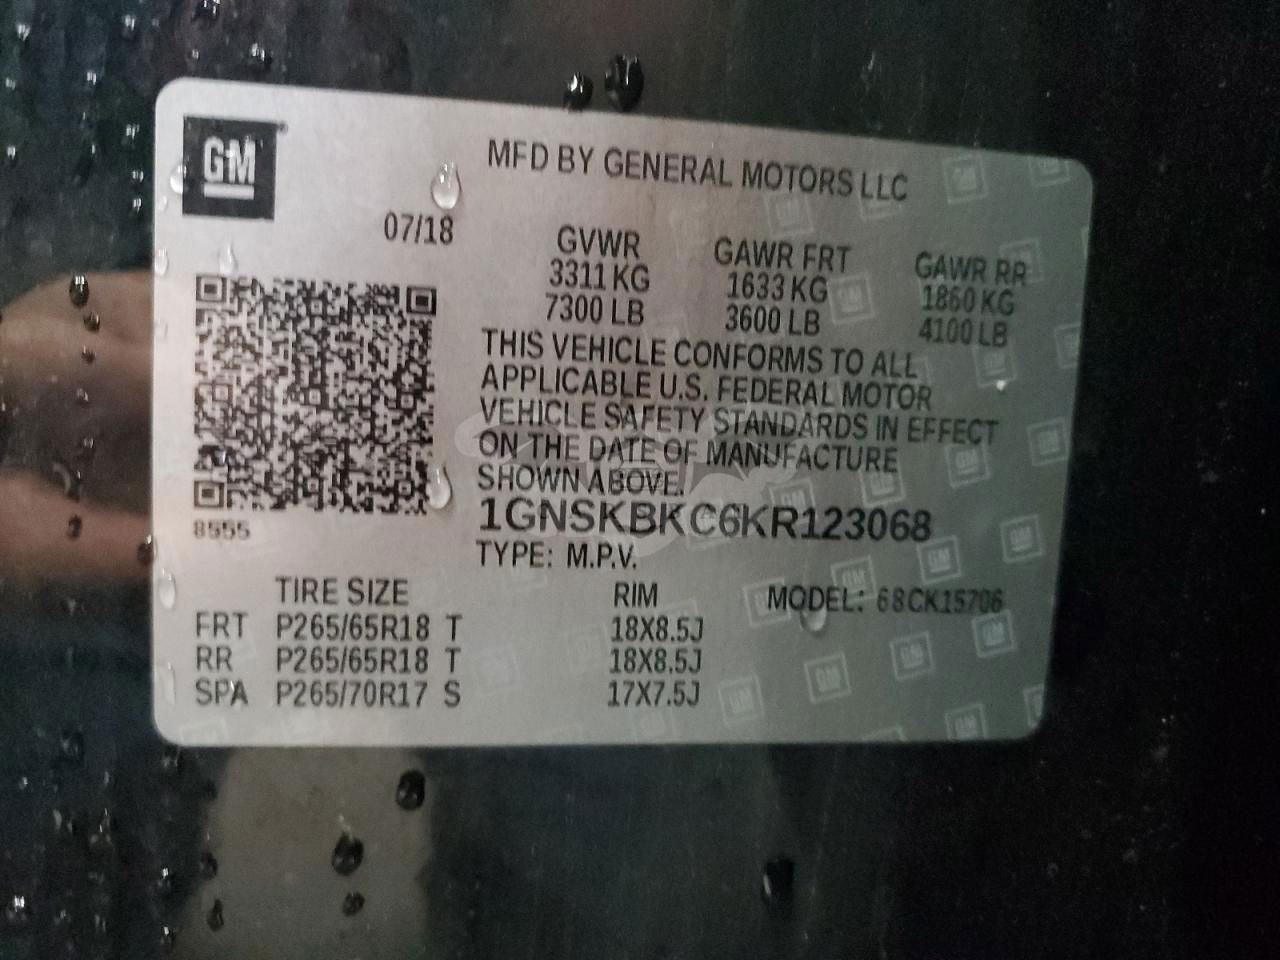 GM
MFD BY GENERAL MOTORS LLC
07/18
GVWR GAWR FRT GAWR RR
3311 KG 1633 KG 1860 KG
7300 LB 3600 LB 4100 LB
THIS VEHICLE CONFORMS TO ALL
APPLICABLE U.S. FEDERAL MOTOR
VEHICLE SAFETY STANDARDS IN EFFECT
ON THE DATE OF MANUFACTURE
SHOWN ABOVE.
8555
1GNSKBKC6KR123068
TYPE: M.P.V.
TIRE SIZE RIM MODEL: 68CK15706
FRT P265/65R18 T 18X8.5J
RR P265/65R18 T 18X8.5J
SPA P265/70R17 S 17X7.5J